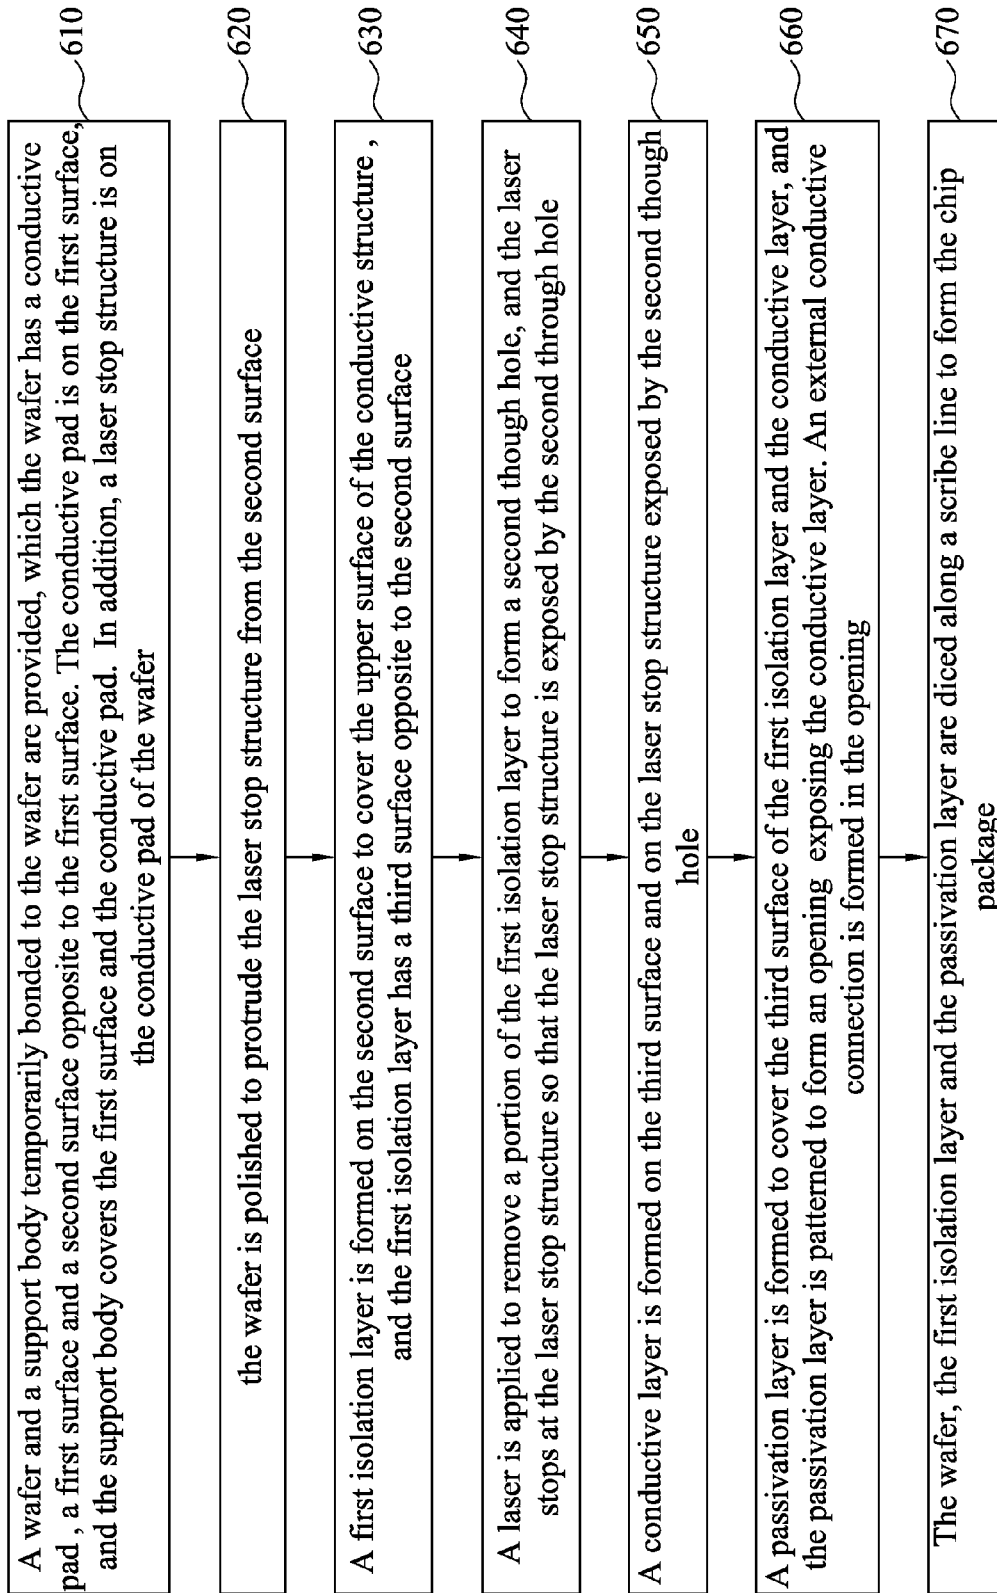 A wafer and a support body temporarily bonded to the wafer are provided, which the wafer has a conductive
pad , a first surface and a second surface opposite to the first surface. The conductive pad is on the first surface,
and the support body covers the first surface and the conductive pad. In addition, a laser stop structure is on
the conductive pad of the wafer
610
the wafer is polished to protrude the laser stop structure from the second surface
620
A first isolation layer is formed on the second surface to cover the upper surface of the conductive structure ,
and the first isolation layer has a third surface opposite to the second surface
630
A laser is applied to remove a portion of the first isolation layer to form a second though hole, and the laser
stops at the laser stop structure so that the laser stop structure is exposed by the second through hole
640
A conductive layer is formed on the third surface and on the laser stop structure exposed by the second though
hole
650
A passivation layer is formed to cover the third surface of the first isolation layer and the conductive layer, and
the passivation layer is patterned to form an opening exposing the conductive layer. An external conductive
connection is formed in the opening
660
The wafer, the first isolation layer and the passivation layer are diced along a scribe line to form the chip
package
670